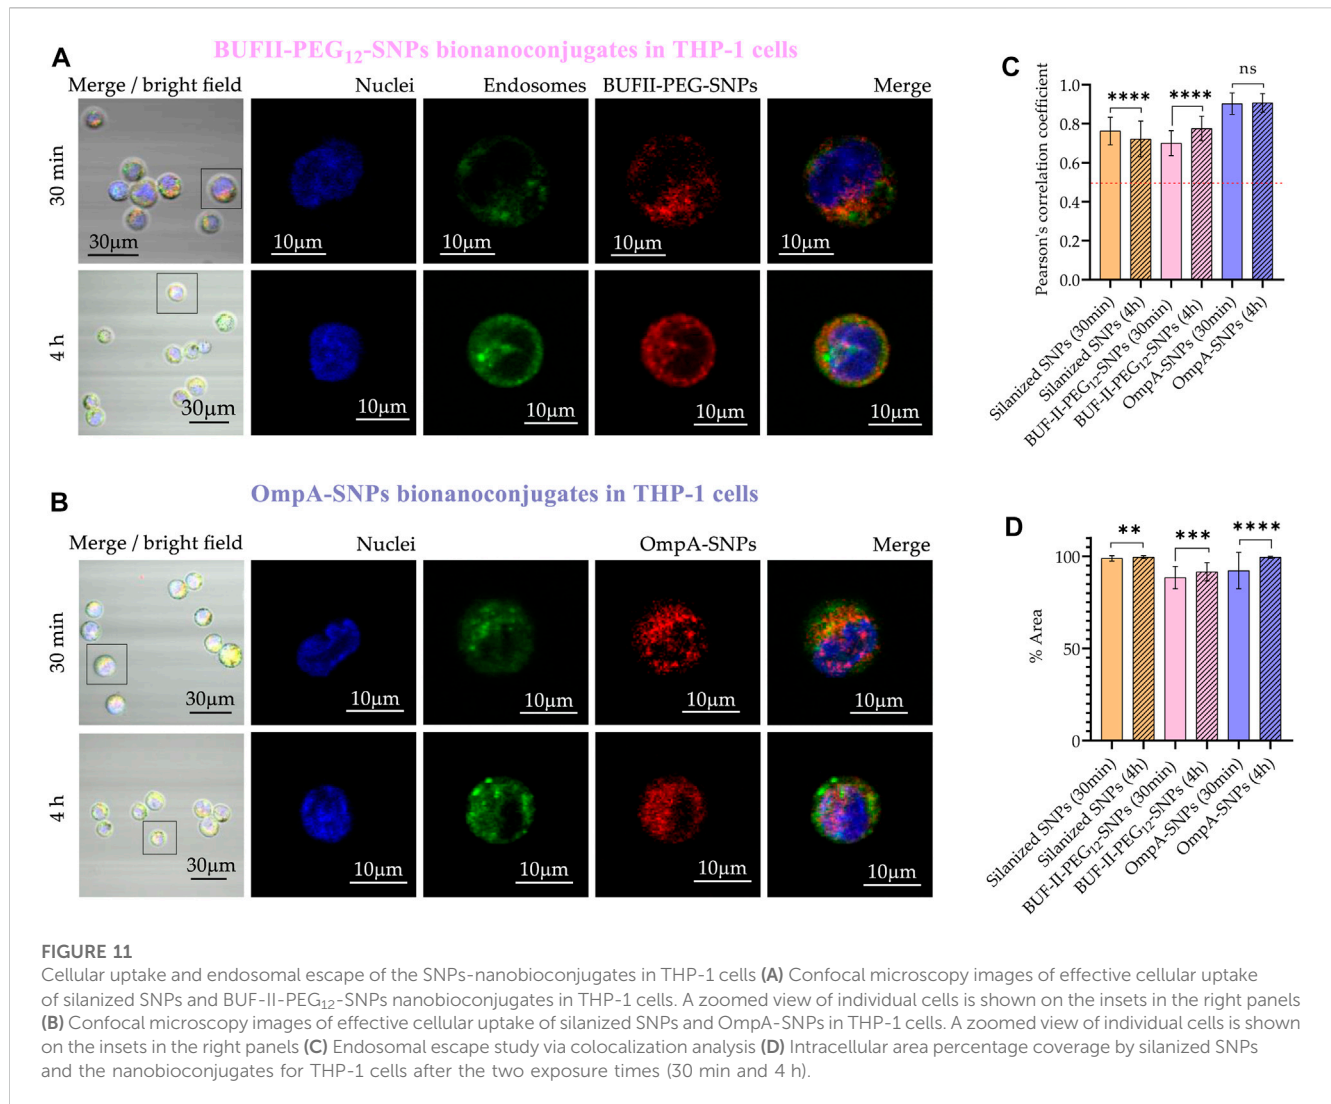 A
BUFII-PEG₁₂-SNPs bionanoconjugates in THP-1 cells
Merge / bright field
Nuclei
Endosomes
BUFII-PEG-SNPs
Merge
30 min
30µm
10µm
10µm
10µm
10µm
4 h
30µm
10µm
10µm
10µm
10µm
B
OmpA-SNPs bionanoconjugates in THP-1 cells
Merge / bright field
Nuclei
OmpA-SNPs
Merge
30 min
30µm
10µm
10µm
10µm
10µm
4 h
30µm
10µm
10µm
10µm
10µm
C
Pearson's correlation coefficient
1.0
0.8
0.6
0.4
0.2
0.0
****
****
ns
Silanized SNPs (30min)
Silanized SNPs (4h)
BUF-II-PEG₁₂-SNPs (30min)
BUF-II-PEG₁₂-SNPs (4h)
OmpA-SNPs (30min)
OmpA-SNPs (4h)
D
% Area
100
50
0
**
***
****
Silanized SNPs (30min)
Silanized SNPs (4h)
BUF-II-PEG₁₂-SNPs (30min)
BUF-II-PEG₁₂-SNPs (4h)
OmpA-SNPs (30min)
OmpA-SNPs (4h)
FIGURE 11
Cellular uptake and endosomal escape of the SNPs-nanobioconjugates in THP-1 cells (A) Confocal microscopy images of effective cellular uptake
of silanized SNPs and BUF-II-PEG₁₂-SNPs nanobioconjugates in THP-1 cells. A zoomed view of individual cells is shown on the insets in the right panels
(B) Confocal microscopy images of effective cellular uptake of silanized SNPs and OmpA-SNPs in THP-1 cells. A zoomed view of individual cells is shown
on the insets in the right panels (C) Endosomal escape study via colocalization analysis (D) Intracellular area percentage coverage by silanized SNPs
and the nanobioconjugates for THP-1 cells after the two exposure times (30 min and 4 h).